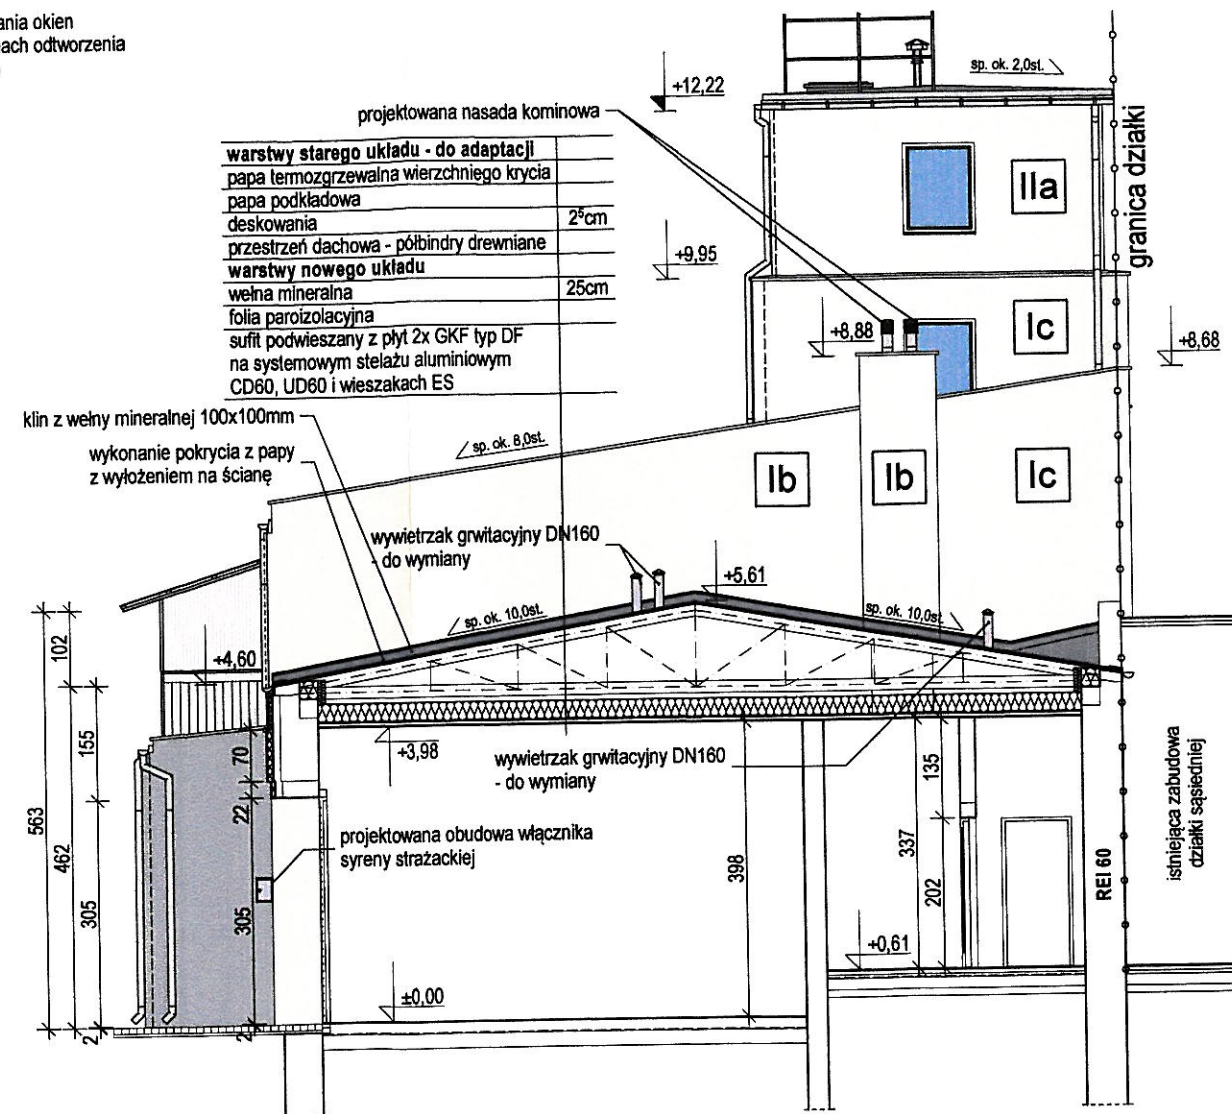 ania okien
ach odtworzenia
sp. ok. 2,0st.
+12,22
projektowana nasada kominowa
warstwy starego układu - do adaptacji
papa termozgrzewalna wierzchniego krycia
papa podkładowa
deskowania 2⁵cm
przestrzeń dachowa - półbindry drewniane
warstwy nowego układu
wełna mineralna 25cm
folia paroizolacyjna
sufit podwieszany z płyt 2x GKF typ DF
na systemowym stelażu aluminiowym
CD60, UD60 i wieszakach ES
IIa
granica działki
+9,95
Ic
+8,88
+8,68
klin z wełny mineralnej 100x100mm
sp. ok. 8,0st.
wykonanie pokrycia z papy
z wyłożeniem na ścianę
Ib
Ib
Ic
wywietrzak grwitacyjny DN160
- do wymiany
+5,61
sp. ok. 10,0st.
sp. ok. 10,0st.
102
+4,60
155
70
+3,98
wywietrzak grwitacyjny DN160
- do wymiany
135
22
563
462
projektowana obudowa włącznika
syreny strażackiej
398
337
202
REI 60
istniejąca zabudowa
działki sąsiedniej
305
305
+0,61
±0,00
2
2